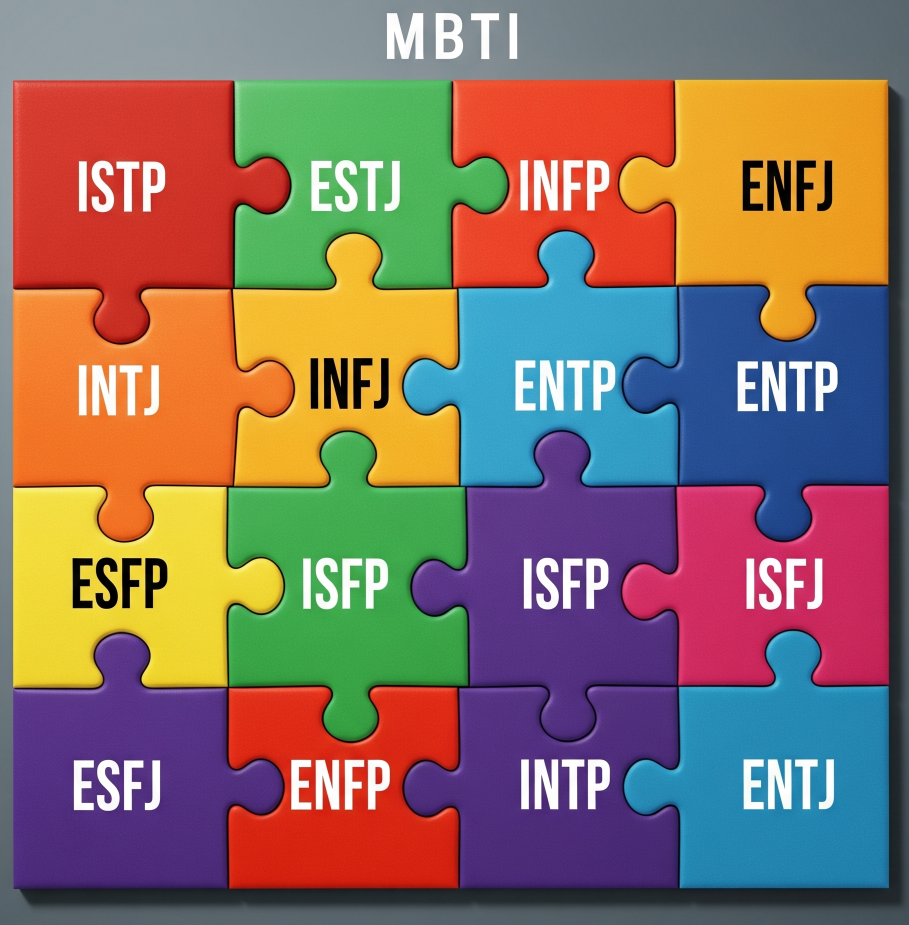 MBTI
ISTP ESTJ INFP ENFJ
INTJ INFJ ENTP ENTP
ESFP ISFP ISFP ISFJ
ESFJ ENFP INTP ENTJ